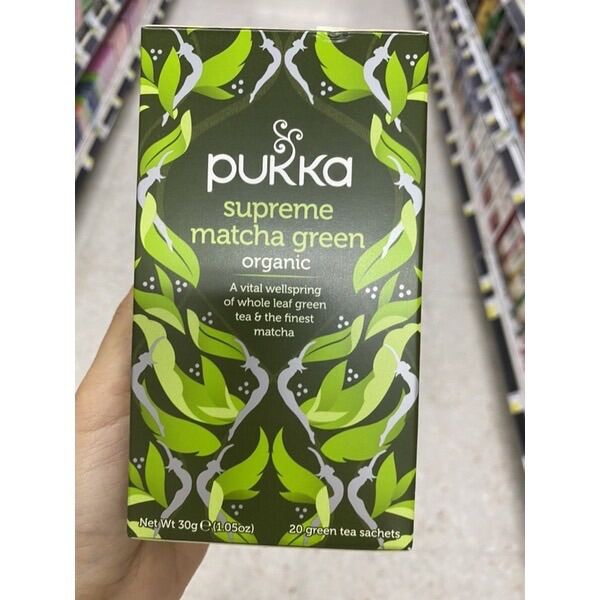 pukka
supreme
matcha green
organic
A vital wellspring
of whole leaf green
tea & the finest
matcha
Net Wt 30g ℮ (1.05oz)
20 green tea sachets